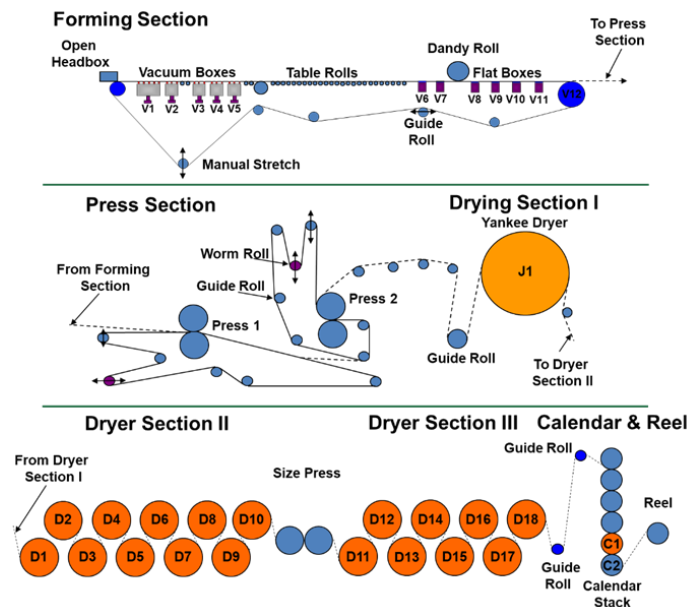 Forming Section
Open
Headbox
Vacuum Boxes
Table Rolls
Dandy Roll
Flat Boxes
To Press
Section
V1
V2
V3
V4
V5
V6
V7
V8
V9
V10
V11
V12
Guide
Roll
Manual Stretch
Press Section
Drying Section I
Yankee Dryer
From Forming
Section
Worm Roll
Guide Roll
Press 1
Press 2
J1
Guide Roll
To Dryer
Section II
Dryer Section II
Dryer Section III
Calendar & Reel
From Dryer
Section I
Size Press
Guide Roll
D2
D4
D6
D8
D10
D12
D14
D16
D18
D1
D3
D5
D7
D9
D11
D13
D15
D17
Guide
Roll
C1
C2
Reel
Calendar
Stack